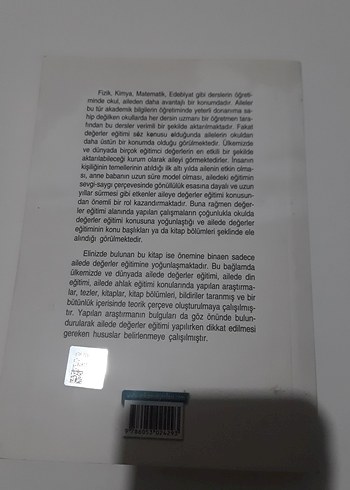 Fizik, Kimya, Matematik, Edebiyat gibi derslerin öğreti-
minde okul, aileden daha avantajlı bir konumdadır. Aileler
bu tür akademik bilgilerin öğretiminde yeterli donanıma sa-
hip değilken okullarda her dersin uzmanı bir öğretmen tara-
fından bu dersler verimli bir şekilde aktarılmaktadır. Fakat
değerler eğitimi söz konusu olduğunda ailelerin okuldan
daha üstün bir konumda olduğu görülmektedir. Ülkemizde
ve dünyada birçok eğitimci değerlerin en etkili bir şekilde
aktarılabileceği kurum olarak aileyi görmektedirler. İnsanın
kişiliğinin temellerinin atıldığı ilk altı yılda ailenin etkin olma-
sı, anne babanın uzun süre model olması, ailedeki eğitimin
sevgi-saygı çerçevesinde gönüllülük esasına dayalı ve uzun
yıllar sürmesi gibi etkenler aileye değerler eğitimi konusun-
dan önemli bir rol kazandırmaktadır. Buna rağmen değer-
ler eğitimi alanında yapılan çalışmaların çoğunlukla okulda
değerler eğitimi konusuna yoğunlaştığı ve ailede değerler
eğitiminin konu başlıkları ya da kitap bölümleri şeklinde ele
alındığı görülmektedir.
Elinizde bulunan bu kitap ise önemine binaen sadece
ailede değerler eğitimine yoğunlaşmaktadır. Bu bağlamda
ülkemizde ve dünyada ailede değerler eğitimi, ailede din
eğitimi, ailede ahlak eğitimi konularında yapılan araştırma-
lar, tezler, kitaplar, kitap bölümleri, bildiriler taranmış ve bir
bütünlük içerisinde teorik çerçeve oluşturulmaya çalışılmış-
tır. Yapılan araştırmanın bulguları da göz önünde bulun-
durularak ailede değerler eğitimi yapılırken dikkat edilmesi
gereken hususlar belirlenmeye çalışılmıştır.